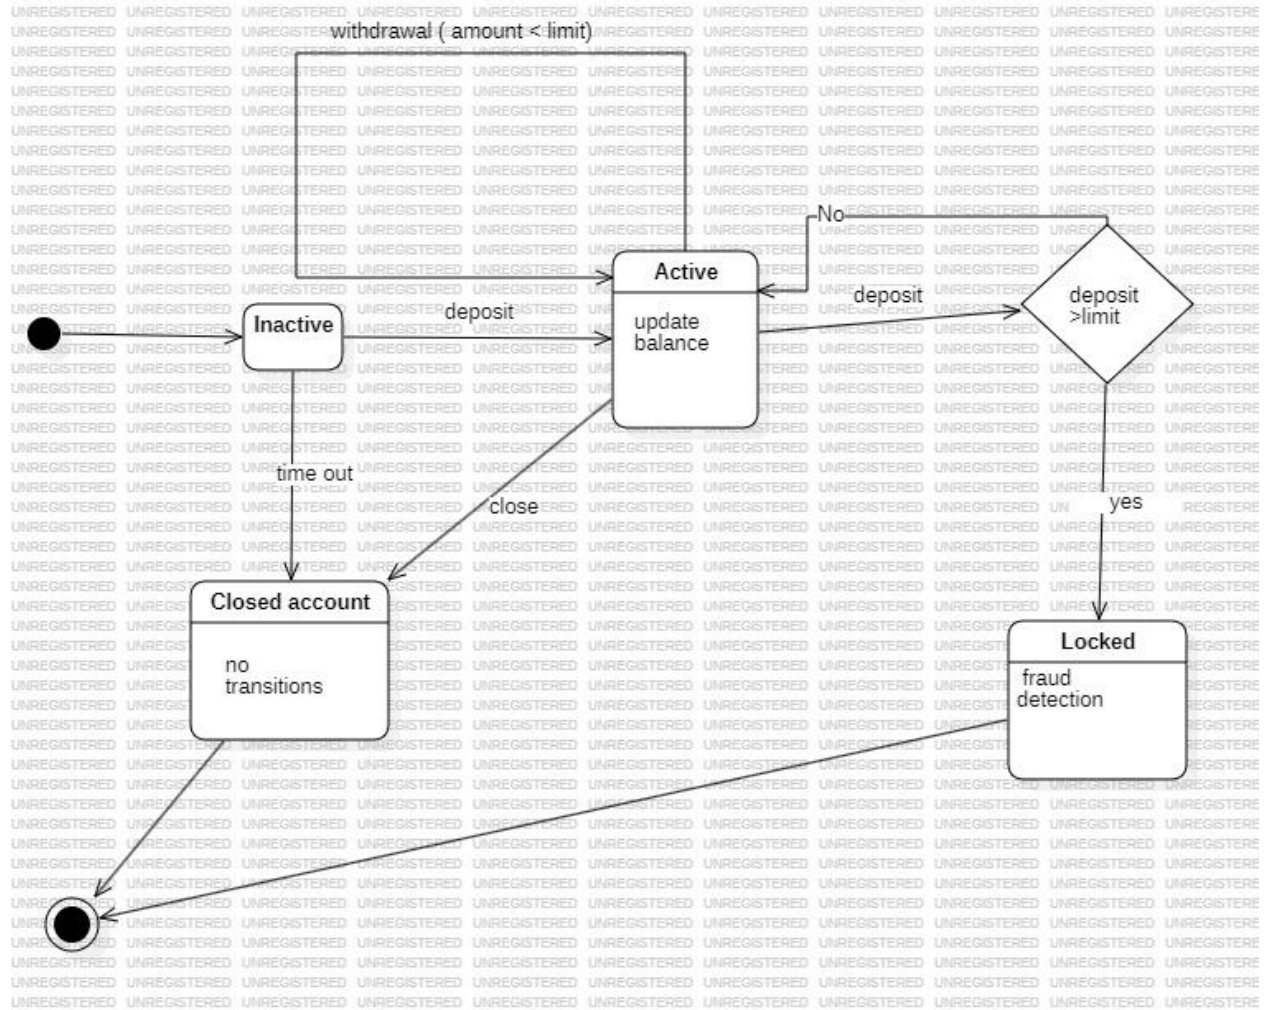 withdrawal ( amount < limit)
No
Active
deposit
deposit
>limit
deposit
Inactive
update
balance
time out
close
yes
Closed account
no
transitions
Locked
fraud
detection
UNREGISTERED